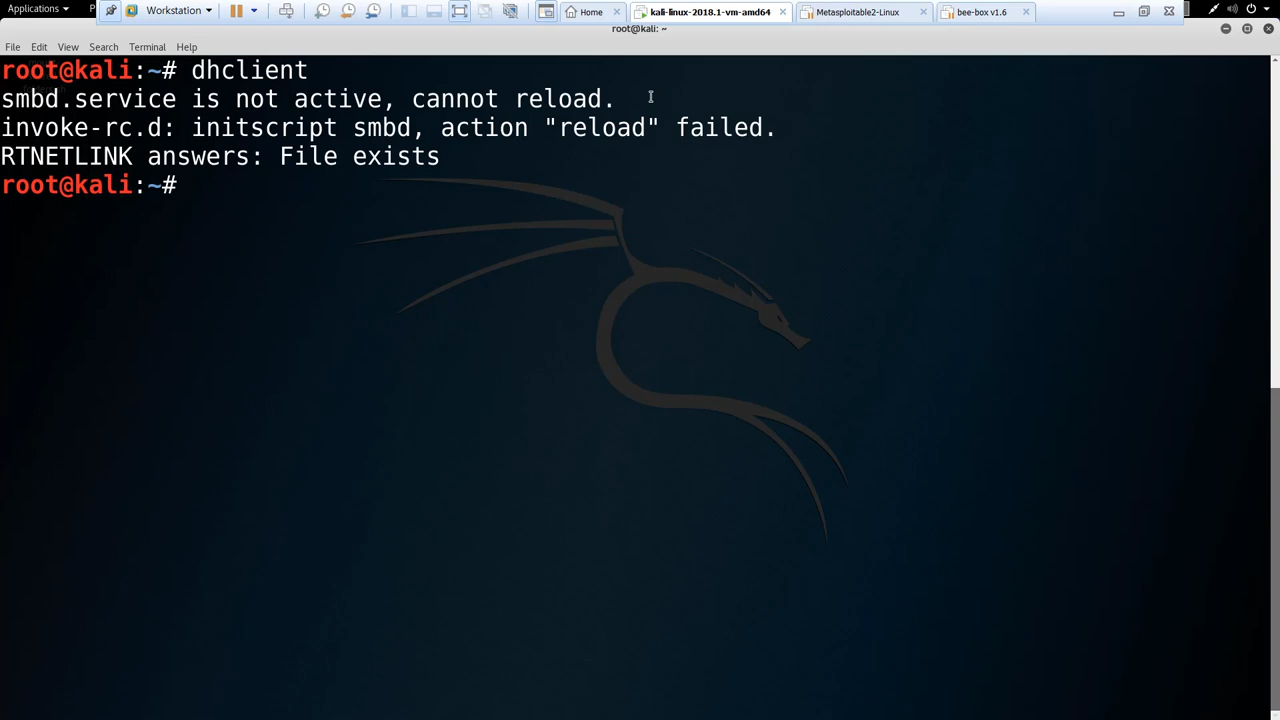 Applications
P
Workstation
Home
kali-linux-2018.1-vm-amd64
Metasploitable2-Linux
bee-box v1.6
root@kali: ~
File Edit View Search Terminal Help
root@kali:~# dhclient
smbd.service is not active, cannot reload.
invoke-rc.d: initscript smbd, action "reload" failed.
RTNETLINK answers: File exists
root@kali:~#